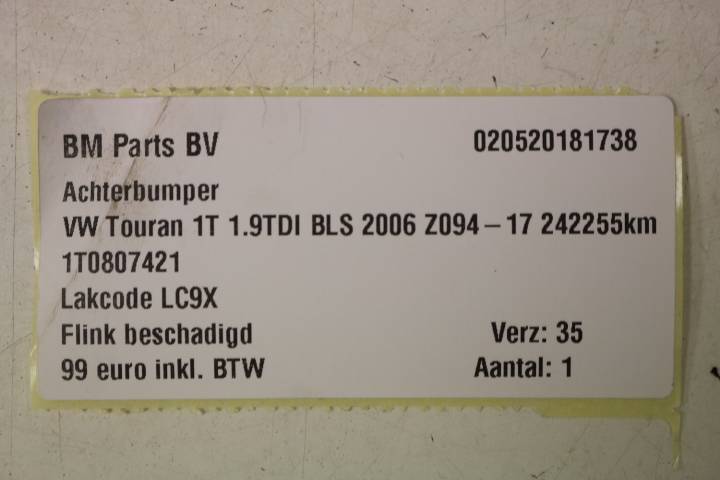 BM Parts BV 020520181738
Achterbumper
VW Touran 1T 1.9TDI BLS 2006 Z094-17 242255km
1T0807421
Lakcode LC9X
Flink beschadigd Verz: 35
99 euro inkl. BTW Aantal: 1